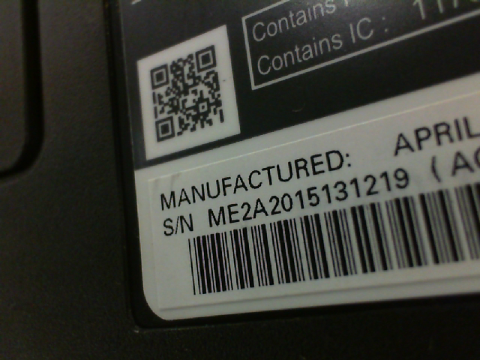 Contains
Contains IC :
MANUFACTURED: APRIL
S/N ME2A2015131219 (